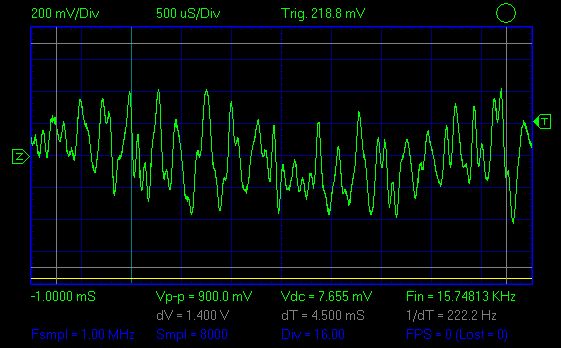 200 mV/Div 500 uS/Div Trig. 218.8 mV
T
Z
-1.0000 mS Vp-p = 900.0 mV Vdc = 7.655 mV Fin = 15.74813 KHz
dV = 1.400 V dT = 4.500 mS 1/dT = 222.2 Hz
Fsmpl = 1.00 MHz Smpl = 8000 Div = 16.00 FPS = 0 (Lost = 0)